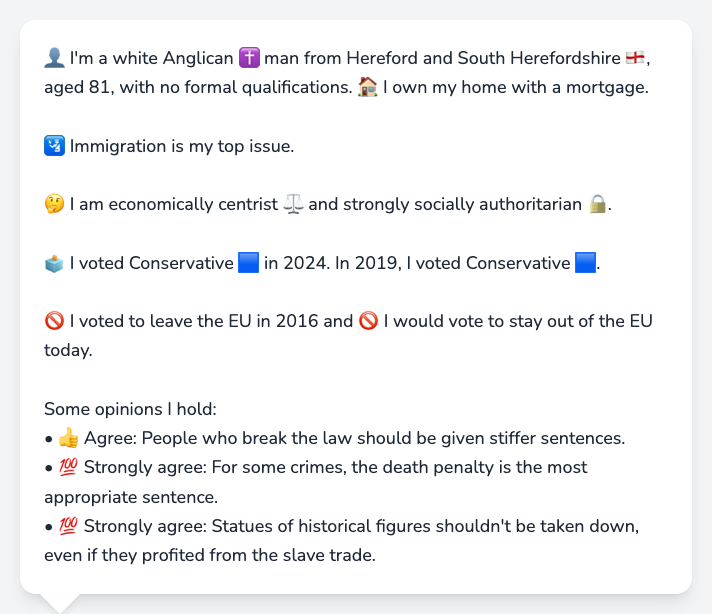 👤 I'm a white Anglican ✝️ man from Hereford and South Herefordshire 🏴󠁧󠁢󠁥󠁮󠁧󠁿,
aged 81, with no formal qualifications. 🏠 I own my home with a mortgage.
🛂 Immigration is my top issue.
🤔 I am economically centrist ⚖️ and strongly socially authoritarian 🔒.
🗳️ I voted Conservative 🟦 in 2024. In 2019, I voted Conservative 🟦.
🚫 I voted to leave the EU in 2016 and 🚫 I would vote to stay out of the EU
today.
Some opinions I hold:
• 👍 Agree: People who break the law should be given stiffer sentences.
• 💯 Strongly agree: For some crimes, the death penalty is the most
appropriate sentence.
• 💯 Strongly agree: Statues of historical figures shouldn't be taken down,
even if they profited from the slave trade.